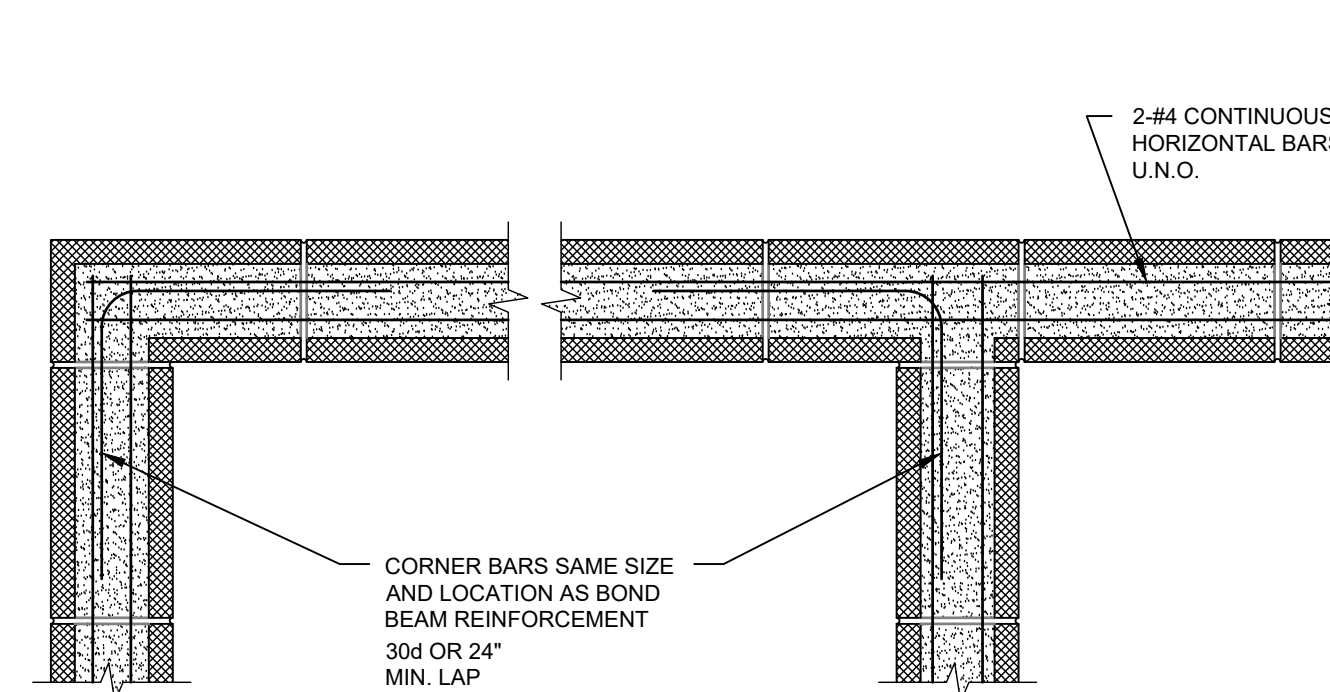 2-#4 CONTINUOUS
HORIZONTAL BARS
U.N.O.
CORNER BARS SAME SIZE
AND LOCATION AS BOND
BEAM REINFORCEMENT
30d OR 24"
MIN. LAP